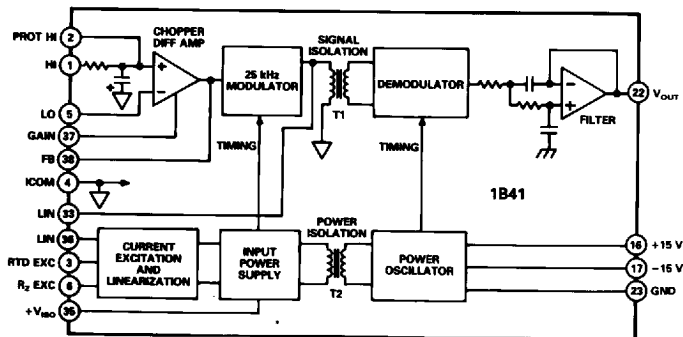 PROT HI 2
HI 1
LO 5
GAIN 37
FB 38
ICOM 4
LIN 33
LIN 36
RTD EXC 3
RZ EXC 6
+VISO 35
CHOPPER
DIFF AMP
25 kHz
MODULATOR
SIGNAL
ISOLATION
T1
DEMODULATOR
FILTER
22 VOUT
TIMING
TIMING
1B41
CURRENT
EXCITATION
AND
LINEARIZATION
INPUT
POWER
SUPPLY
POWER
ISOLATION
T2
POWER
OSCILLATOR
16 +15 V
17 -15 V
23 GND